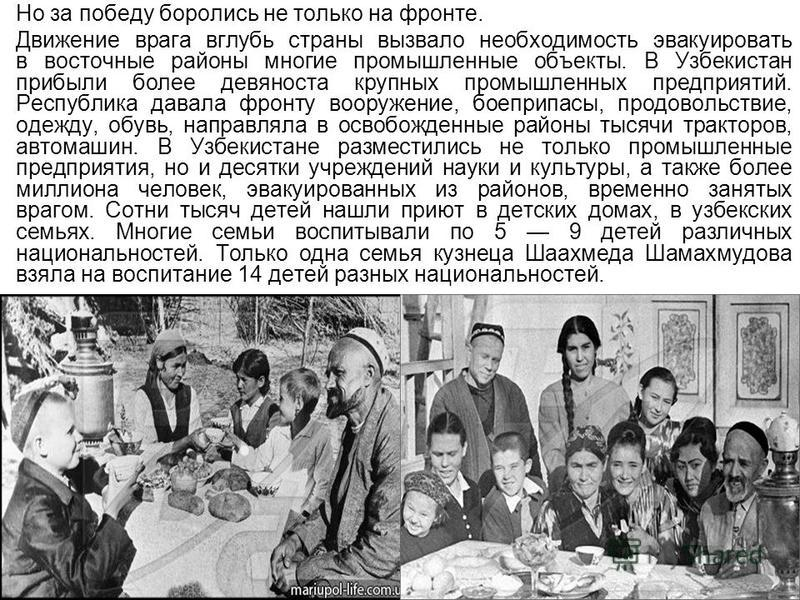 Но за победу боролись не только на фронте.
Движение врага вглубь страны вызвало необходимость эвакуировать
в восточные районы многие промышленные объекты. В Узбекистан
прибыли более девяноста крупных промышленных предприятий.
Республика давала фронту вооружение, боеприпасы, продовольствие,
одежду, обувь, направляла в освобожденные районы тысячи тракторов,
автомашин. В Узбекистане разместились не только промышленные
предприятия, но и десятки учреждений науки и культуры, а также более
миллиона человек, эвакуированных из районов, временно занятых
врагом. Сотни тысяч детей нашли приют в детских домах, в узбекских
семьях. Многие семьи воспитывали по 5 — 9 детей различных
национальностей. Только одна семья кузнеца Шаахмеда Шамахмудова
взяла на воспитание 14 детей разных национальностей.
mariupol-life.com.u